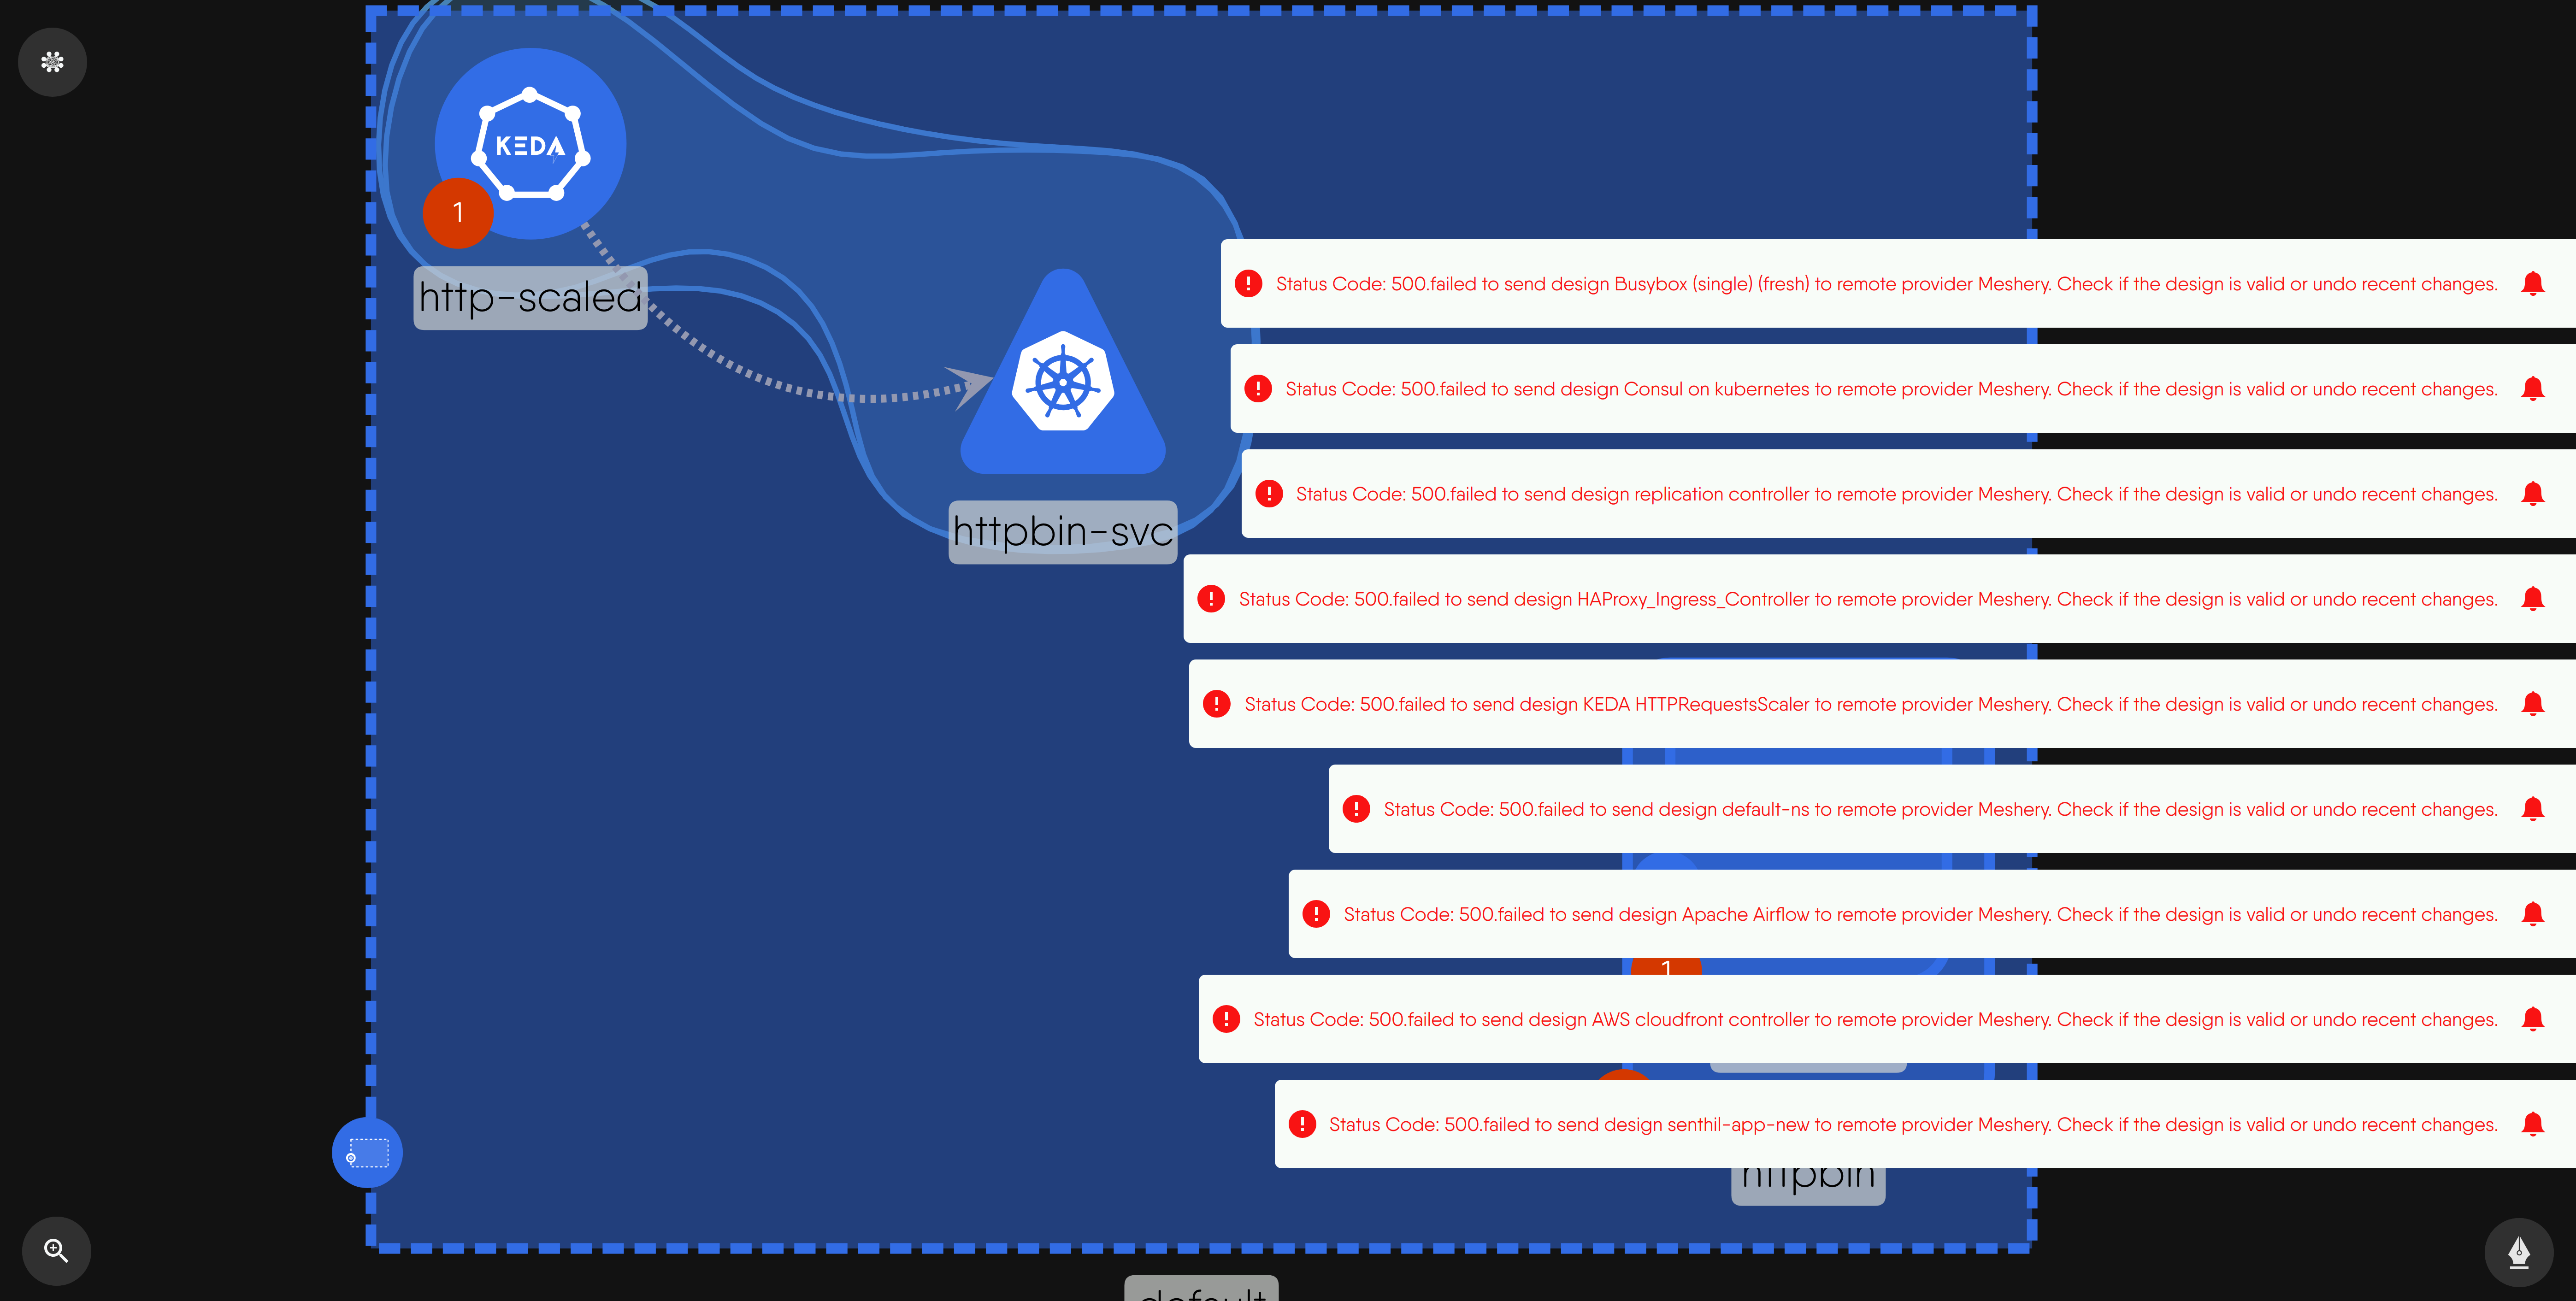 KEDA
1
http-scaled
httpbin-svc
Status Code: 500.failed to send design Busybox (single) (fresh) to remote provider Meshery. Check if the design is valid or undo recent changes.
Status Code: 500.failed to send design Consul on kubernetes to remote provider Meshery. Check if the design is valid or undo recent changes.
Status Code: 500.failed to send design replication controller to remote provider Meshery. Check if the design is valid or undo recent changes.
Status Code: 500.failed to send design HAProxy_Ingress_Controller to remote provider Meshery. Check if the design is valid or undo recent changes.
Status Code: 500.failed to send design KEDA HTTPRequestsScaler to remote provider Meshery. Check if the design is valid or undo recent changes.
Status Code: 500.failed to send design default-ns to remote provider Meshery. Check if the design is valid or undo recent changes.
Status Code: 500.failed to send design Apache Airflow to remote provider Meshery. Check if the design is valid or undo recent changes.
1
Status Code: 500.failed to send design AWS cloudfront controller to remote provider Meshery. Check if the design is valid or undo recent changes.
Status Code: 500.failed to send design senthil-app-new to remote provider Meshery. Check if the design is valid or undo recent changes.
httpbin
default